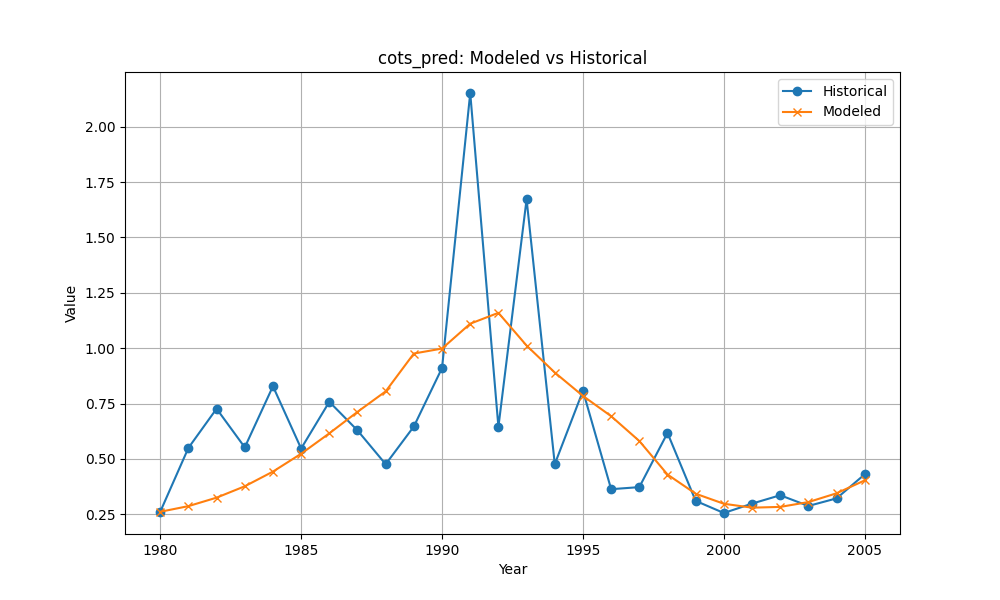 cots_pred: Modeled vs Historical
Historical
Modeled
Value
2.00
1.75
1.50
1.25
1.00
0.75
0.50
0.25
1980 1985 1990 1995 2000 2005
Year